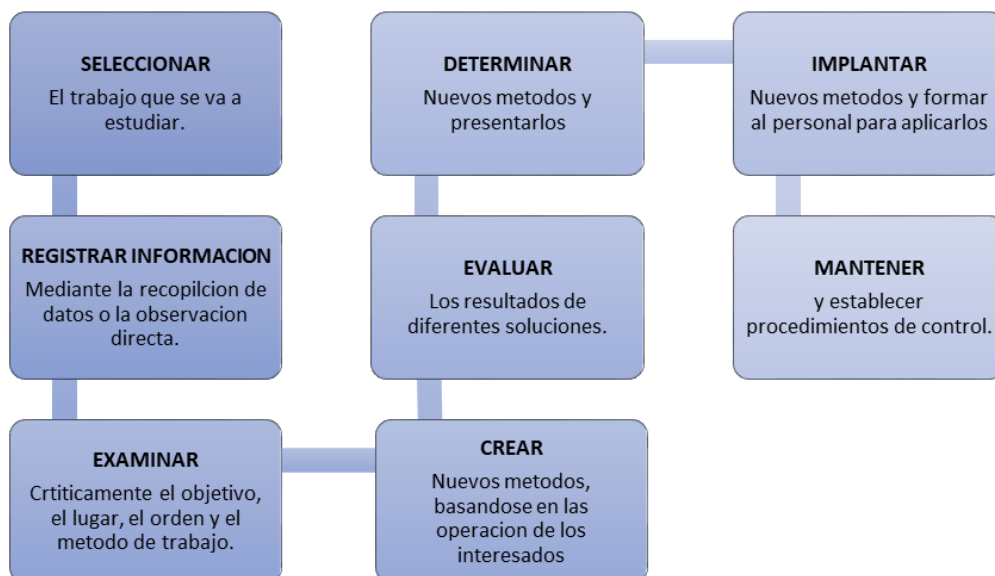 SELECCIONAR
El trabajo que se va a
estudiar.
REGISTRAR INFORMACION
Mediante la recopilcion de
datos o la observacion
directa.
EXAMINAR
Crtiticamente el objetivo,
el lugar, el orden y el
metodo de trabajo.
CREAR
Nuevos metodos,
basandose en las
operacion de los
interesados
EVALUAR
Los resultados de
diferentes soluciones.
DETERMINAR
Nuevos metodos y
presentarlos
IMPLANTAR
Nuevos metodos y formar
al personal para aplicarlos
MANTENER
y establecer
procedimientos de control.